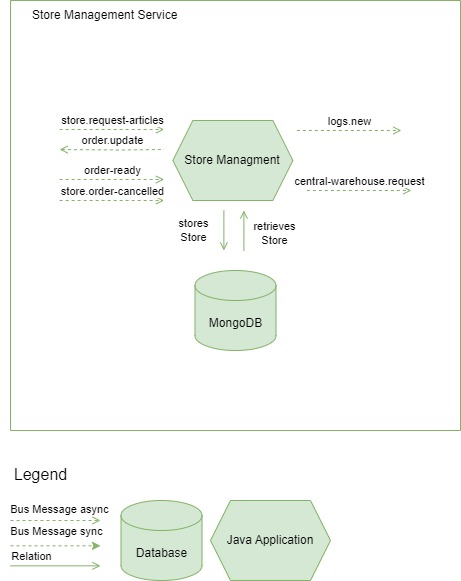 Store Management Service
store.request-articles
order.update
order-ready
store.order-cancelled
Store Managment
logs.new
central-warehouse.request
stores
Store
retrieves
Store
MongoDB
Legend
Bus Message async
Bus Message sync
Relation
Database
Java Application